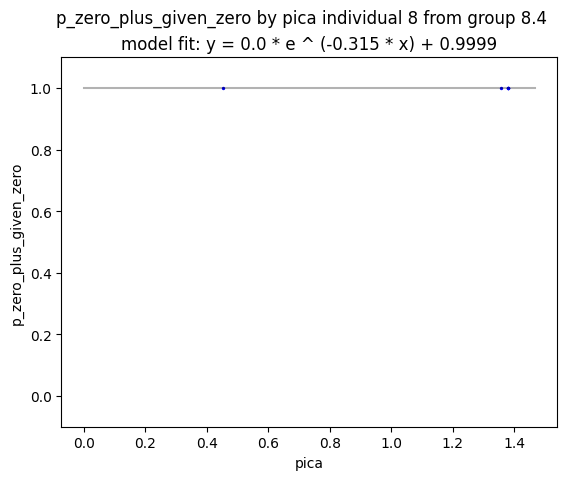 p_zero_plus_given_zero by pica individual 8 from group 8.4
model fit: y = 0.0 * e ^ (-0.315 * x) + 0.9999
1.0
0.8
0.6
0.4
0.2
0.0
p_zero_plus_given_zero
0.0 0.2 0.4 0.6 0.8 1.0 1.2 1.4
pica